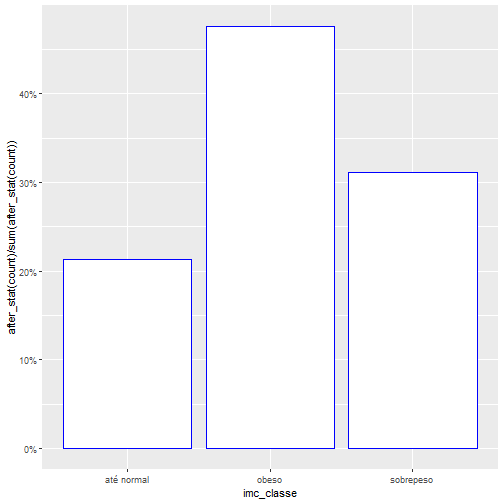 after_stat(count)/sum(after_stat(count))
40%
30%
20%
10%
0%
até normal
obeso
sobrepeso
imc_classe